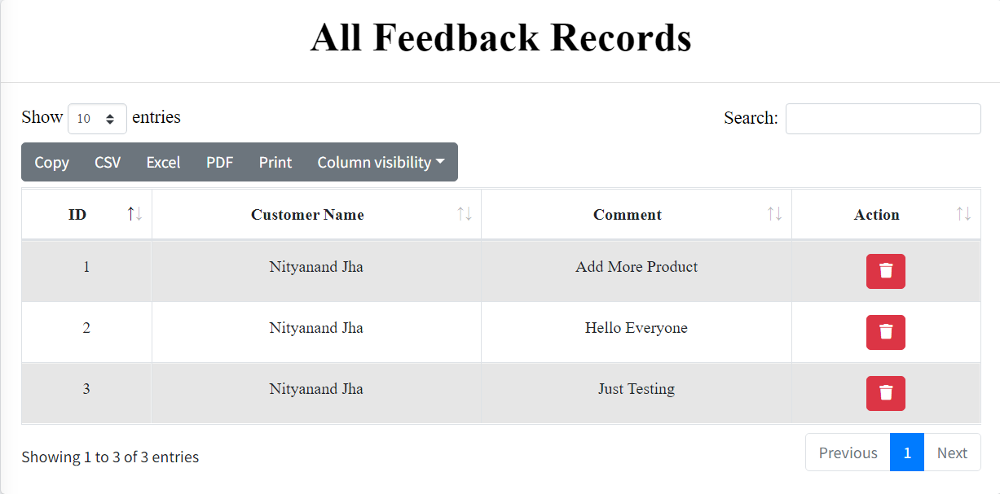 All Feedback Records
Show 10 entries Search:
Copy CSV Excel PDF Print Column visibility
ID Customer Name Comment Action
1 Nityanand Jha Add More Product
2 Nityanand Jha Hello Everyone
3 Nityanand Jha Just Testing
Showing 1 to 3 of 3 entries Previous 1 Next